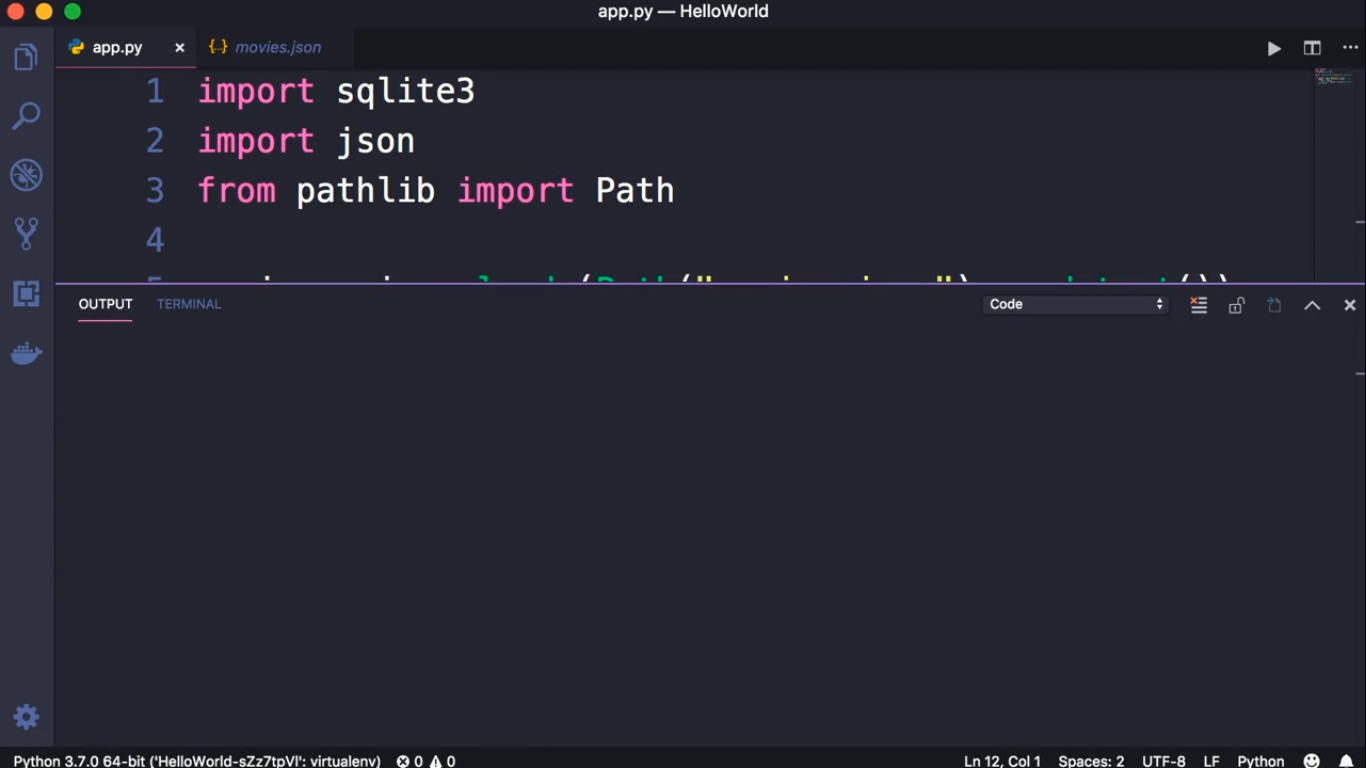 app.py — HelloWorld
app.py × {..} movies.json
1 import sqlite3
2 import json
3 from pathlib import Path
4
OUTPUT TERMINAL Code
Python 3.7.0 64-bit ('HelloWorld-sZz7tpVl': virtualenv) 0 0 Ln 12, Col 1 Spaces: 2 UTF-8 LF Python